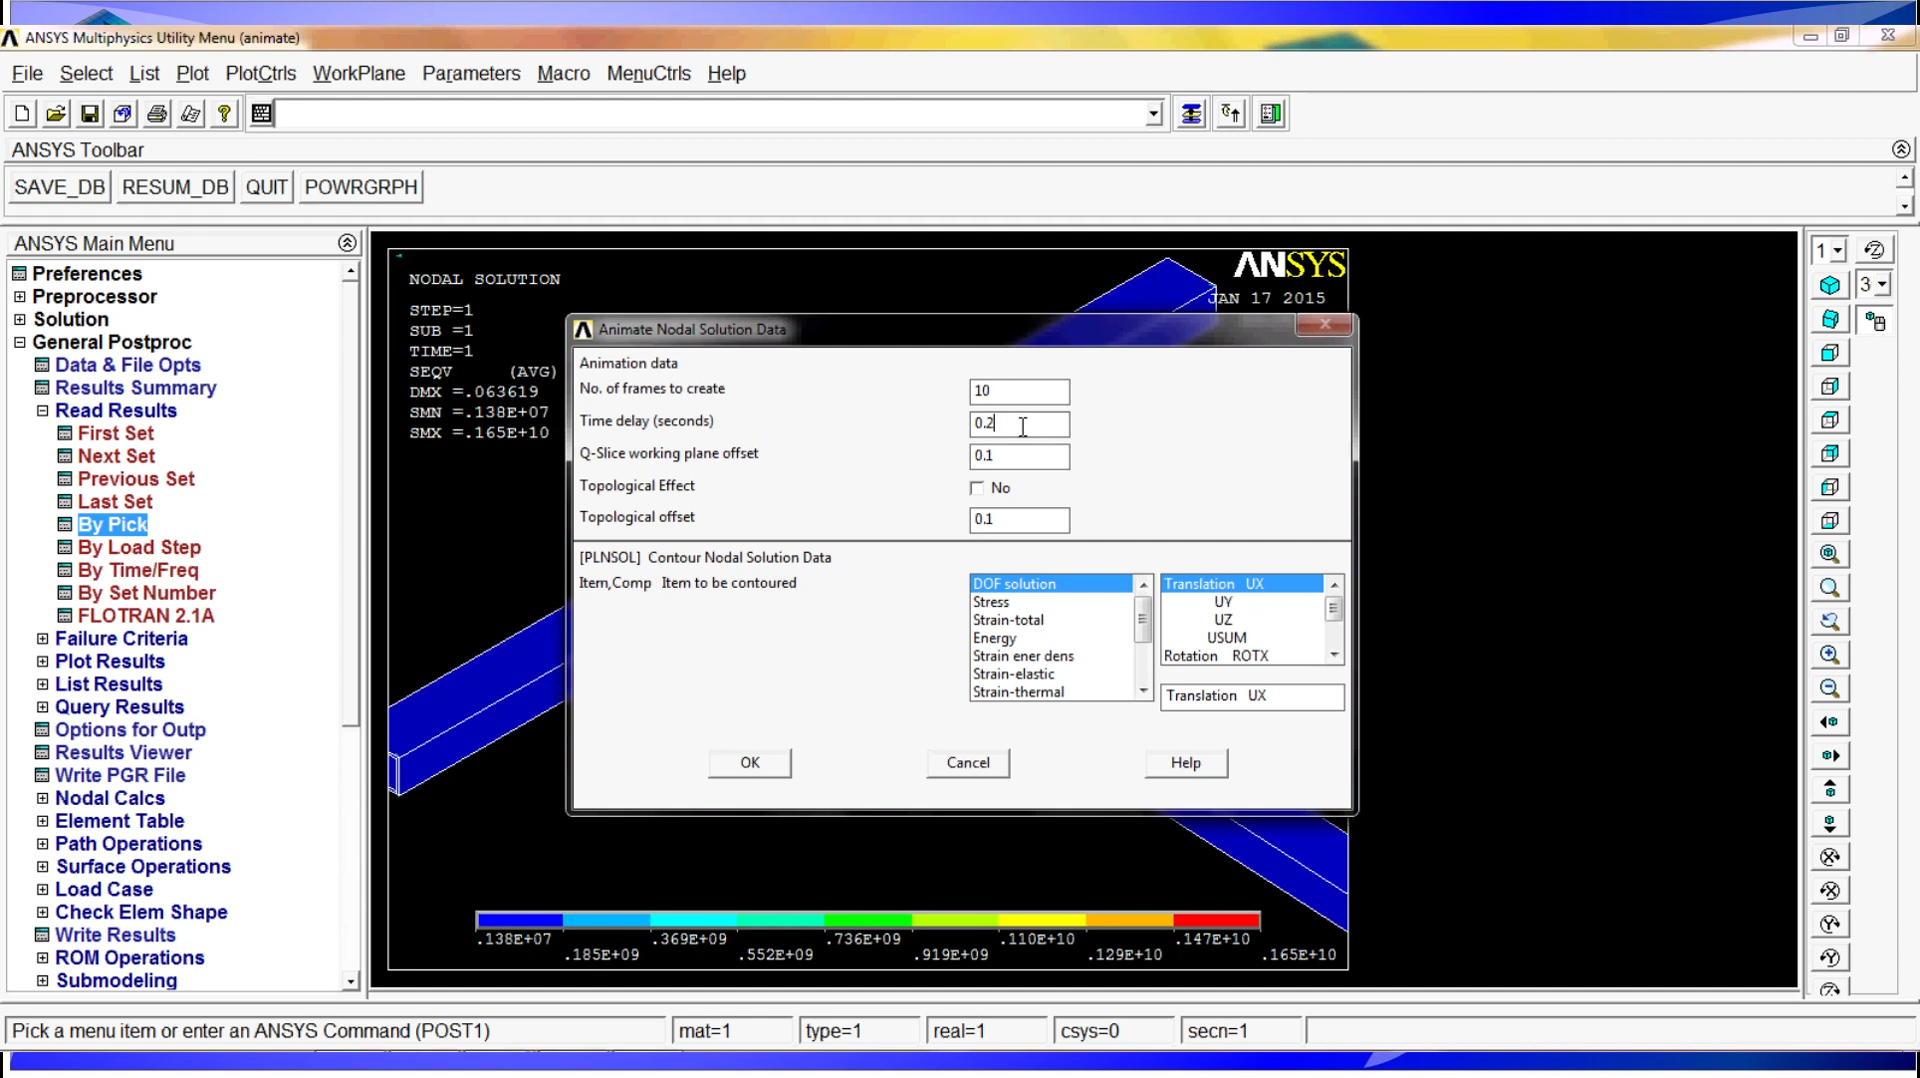 ANSYS Multiphysics Utility Menu (animate)
File Select List Plot PlotCtrls WorkPlane Parameters Macro MenuCtrls Help
ANSYS Toolbar
SAVE_DB RESUM_DB QUIT POWRGRPH
ANSYS Main Menu
Preferences
Preprocessor
Solution
General Postproc
Data & File Opts
Results Summary
Read Results
First Set
Next Set
Previous Set
Last Set
By Pick
By Load Step
By Time/Freq
By Set Number
FLOTRAN 2.1A
Failure Criteria
Plot Results
List Results
Query Results
Options for Outp
Results Viewer
Write PGR File
Nodal Calcs
Element Table
Path Operations
Surface Operations
Load Case
Check Elem Shape
Write Results
ROM Operations
Submodeling
NODAL SOLUTION
STEP=1
SUB =1
TIME=1
SEQV (AVG)
DMX =.063619
SMN =.138E+07
SMX =.165E+10
ANSYS
JAN 17 2015
Animate Nodal Solution Data
Animation data
No. of frames to create 10
Time delay (seconds) 0.2
Q-Slice working plane offset 0.1
Topological Effect No
Topological offset 0.1
[PLNSOL] Contour Nodal Solution Data
Item,Comp Item to be contoured
DOF solution
Stress
Strain-total
Energy
Strain ener dens
Strain-elastic
Strain-thermal
Translation UX
UY
UZ
USUM
Rotation ROTX
Translation UX
OK Cancel Help
.138E+07 .369E+09 .736E+09 .110E+10 .147E+10
.185E+09 .552E+09 .919E+09 .129E+10 .165E+10
1
3
Pick a menu item or enter an ANSYS Command (POST1) mat=1 type=1 real=1 csys=0 secn=1